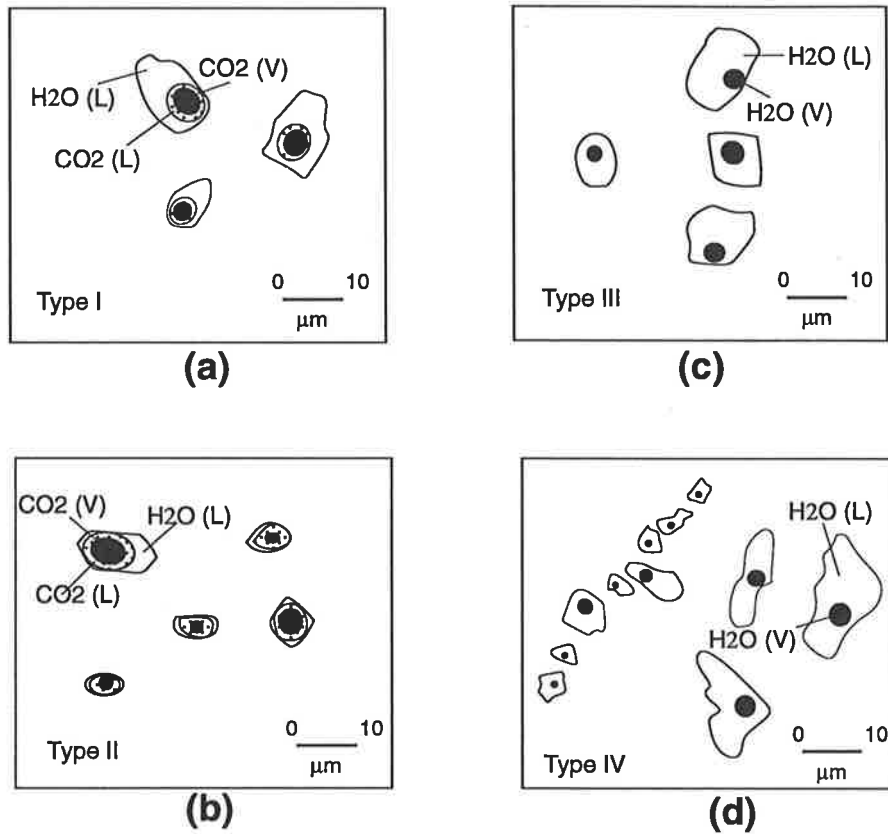 CO2 (V)
H2O (L)
CO2 (L)
0 10
Type I
μm
(a)
H2O (L)
H2O (V)
0 10
Type III
μm
(c)
CO2 (V)
H2O (L)
CO2 (L)
0 10
Type II
μm
(b)
H2O (L)
H2O (V)
0 10
Type IV
μm
(d)